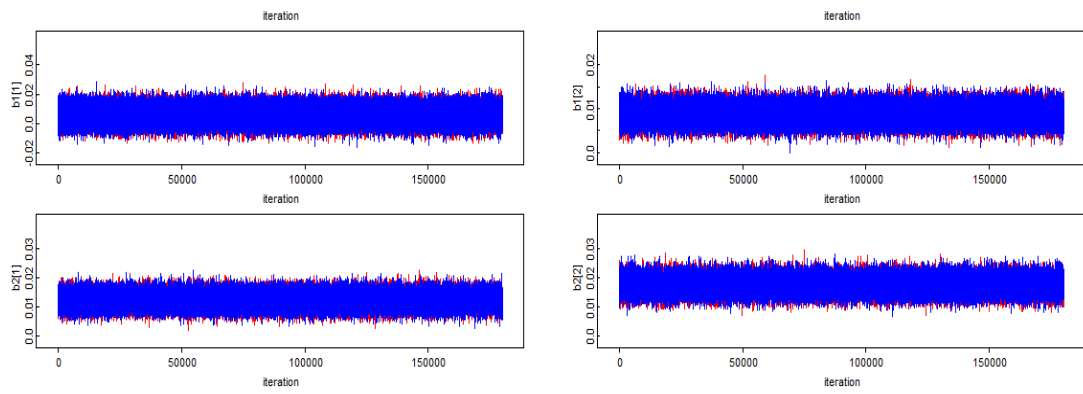 iteration
iteration
b1[1]
-0.02 0.0 0.02 0.04
0 50000 100000 150000
iteration
b1[2]
0.0 0.01 0.02
0 50000 100000 150000
iteration
b2[1]
0.0 0.01 0.02 0.03
0 50000 100000 150000
iteration
b2[2]
0.0 0.01 0.02 0.03
0 50000 100000 150000
iteration